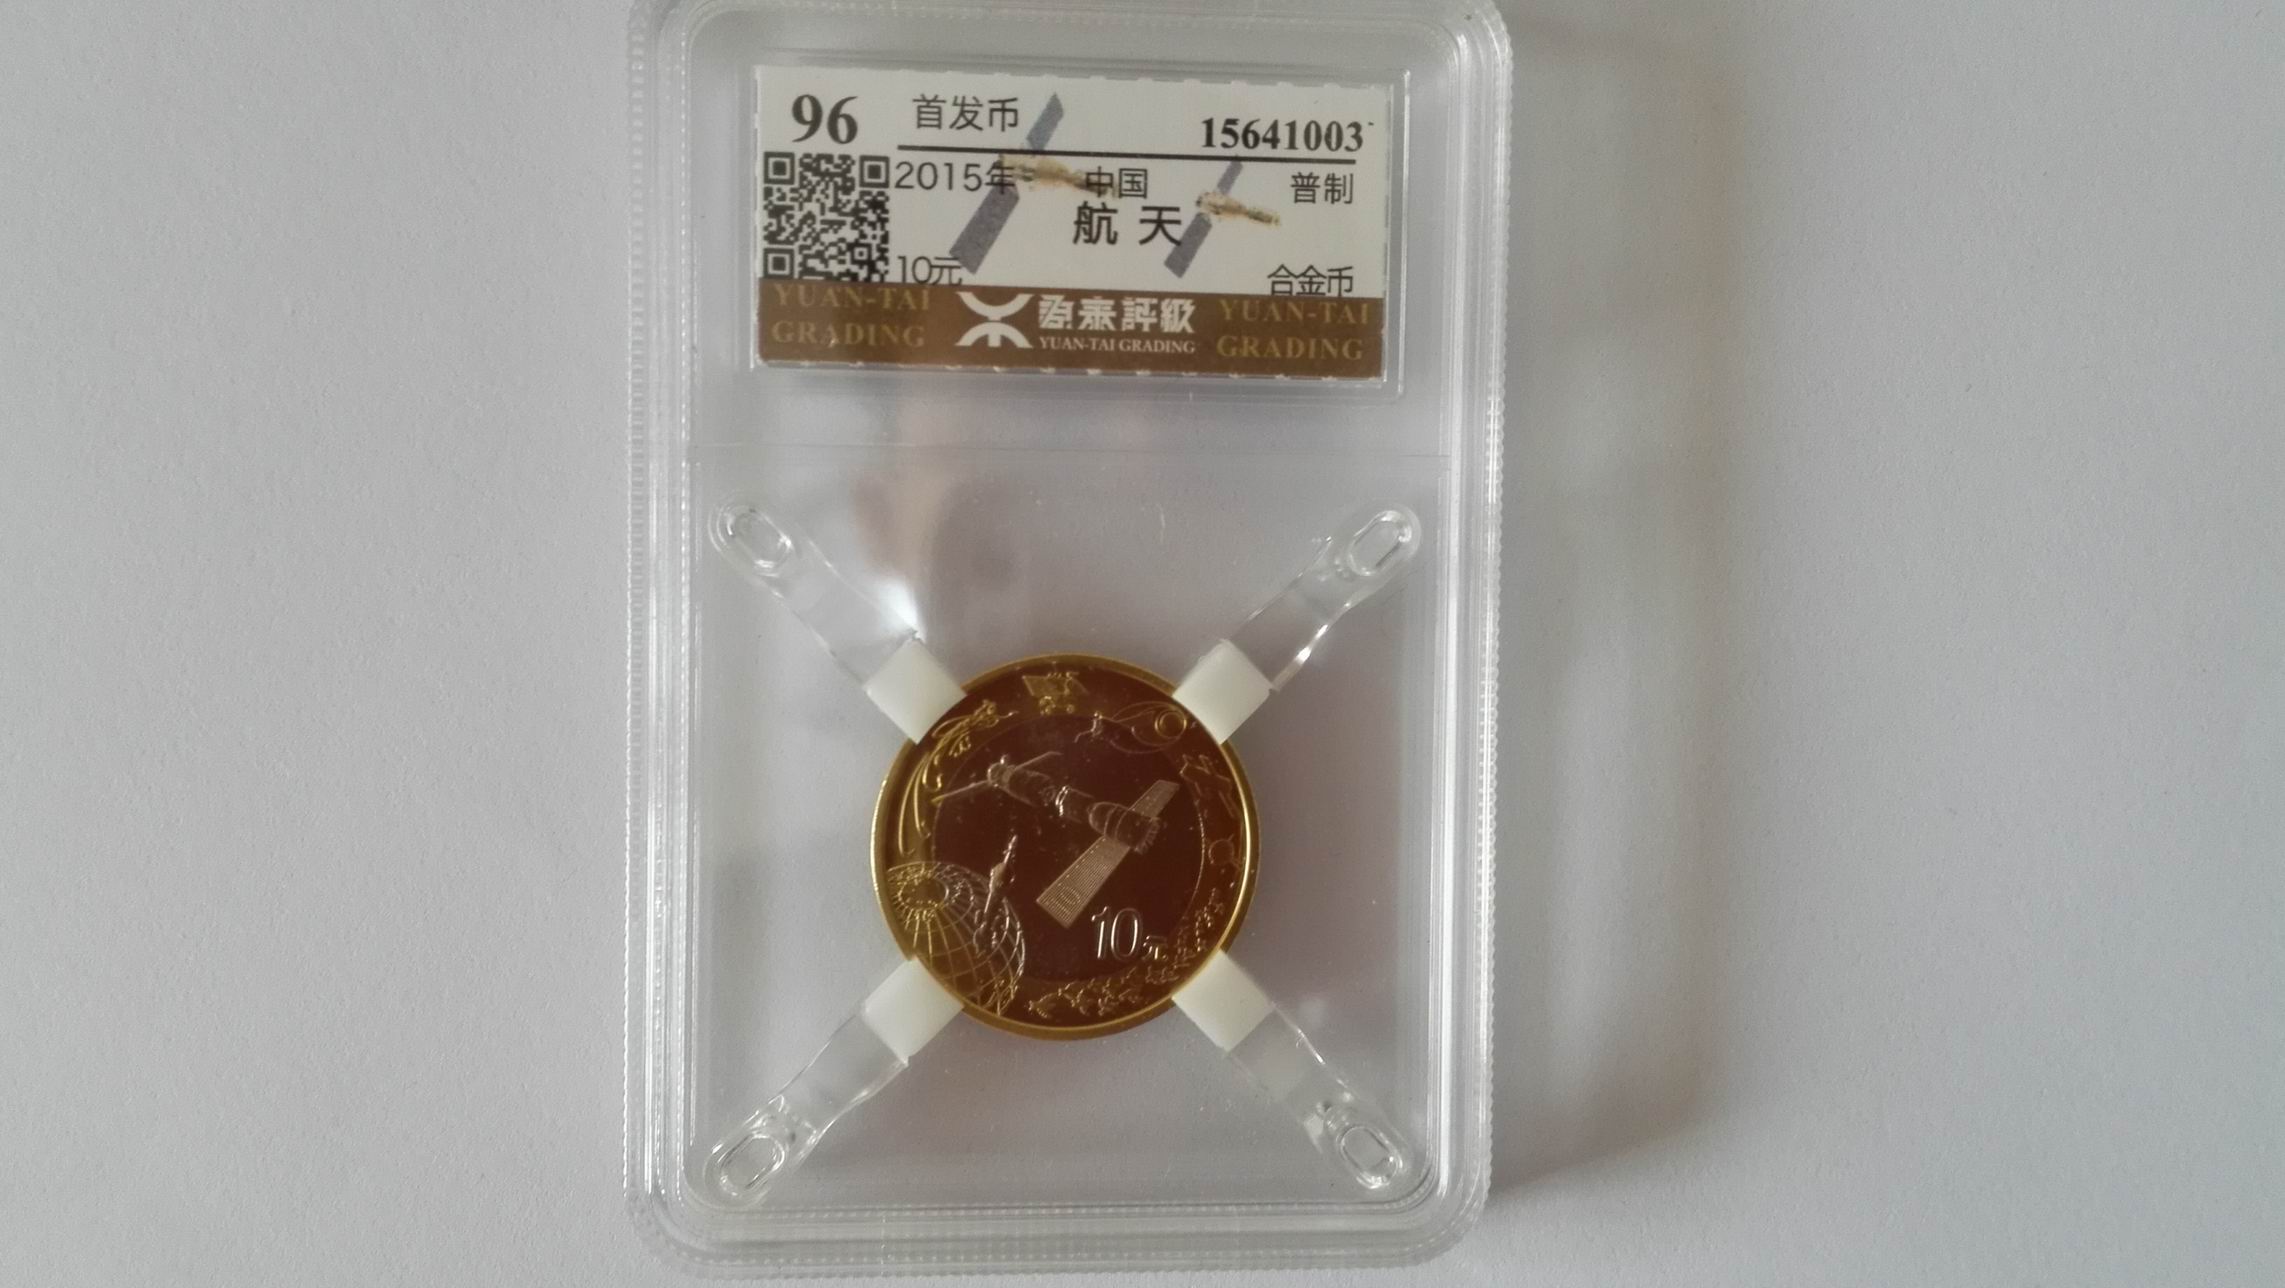 96 首发币 15641003
2015年 中国 普制
航天
10元 合金币
YUAN-TAI GRADING 源泰評級 YUAN-TAI GRADING YUAN-TAI GRADING
10元